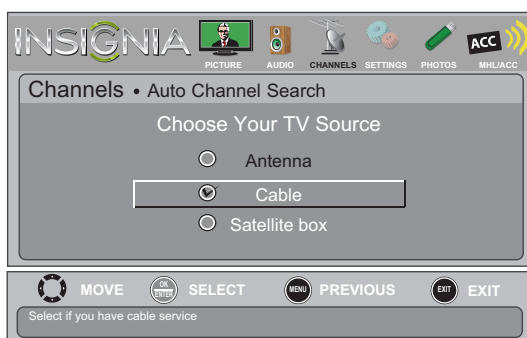 INSIGNIA
PICTURE AUDIO CHANNELS SETTINGS PHOTOS MHL/ACC
ACC
Channels • Auto Channel Search
Choose Your TV Source
Antenna
Cable
Satellite box
MOVE OK ENTER SELECT MENU PREVIOUS EXIT EXIT
Select if you have cable service